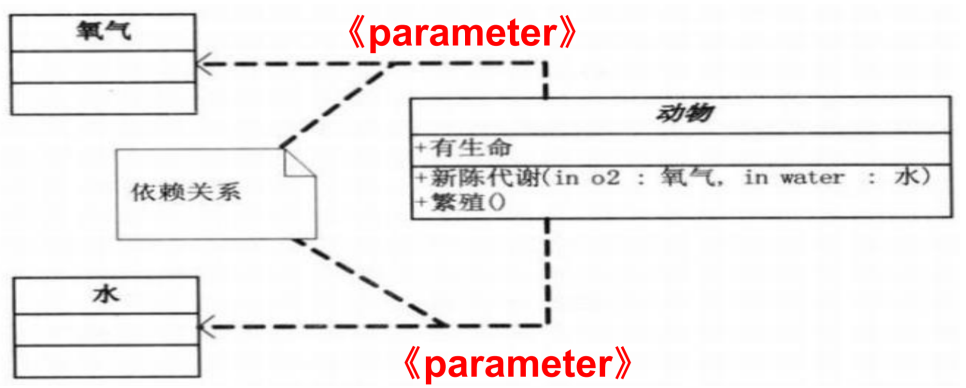 氧气
《parameter》
动物
+有生命
+新陈代谢(in o2 : 氧气, in water : 水)
+繁殖()
依赖关系
水
《parameter》